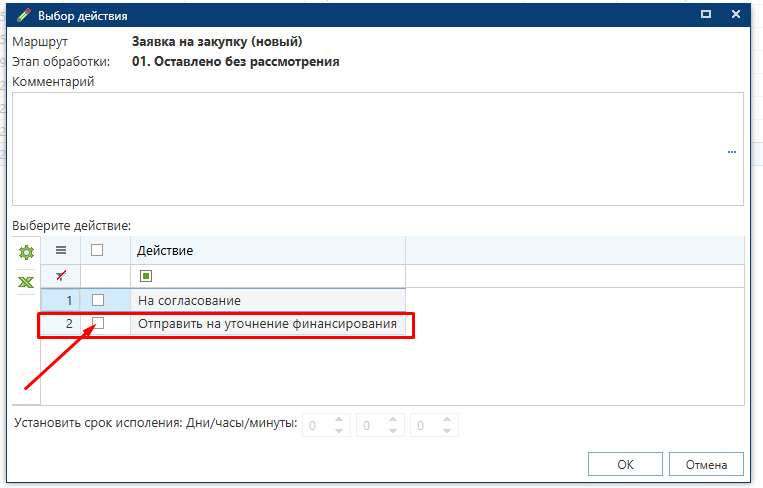 Выбор действия
Маршрут Заявка на закупку (новый)
Этап обработки: 01. Оставлено без рассмотрения
Комментарий
...
Выберите действие:
Действие
1 На согласование
2 Отправить на уточнение финансирования
Установить срок исполения: Дни/часы/минуты: 0 0 0
ОК Отмена